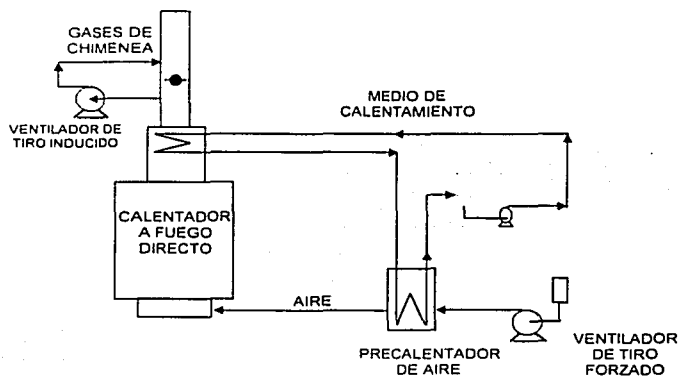 GASES DE
CHIMENEA
VENTILADOR DE
TIRO INDUCIDO
MEDIO DE
CALENTAMIENTO
CALENTADOR
A FUEGO
DIRECTO
AIRE
PRECALENTADOR
DE AIRE
VENTILADOR
DE TIRO
FORZADO